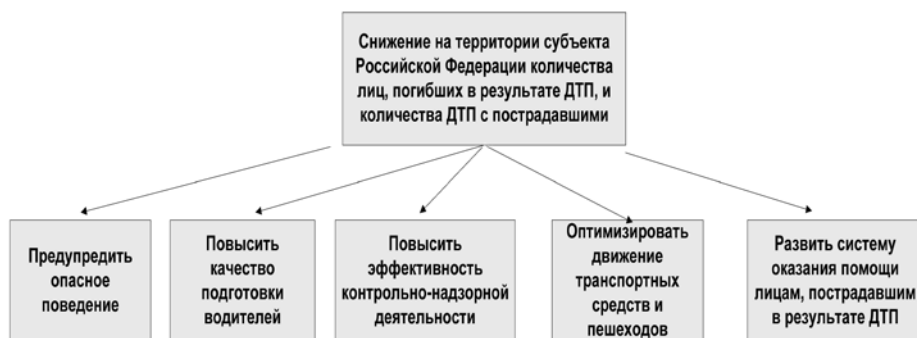 Снижение на территории субъекта
Российской Федерации количества
лиц, погибших в результате ДТП, и
количества ДТП с пострадавшими
Предупредить
опасное
поведение
Повысить
качество
подготовки
водителей
Повысить
эффективность
контрольно-надзорной
деятельности
Оптимизировать
движение
транспортных
средств и
пешеходов
Развить систему
оказания помощи
лицам, пострадавшим
в результате ДТП